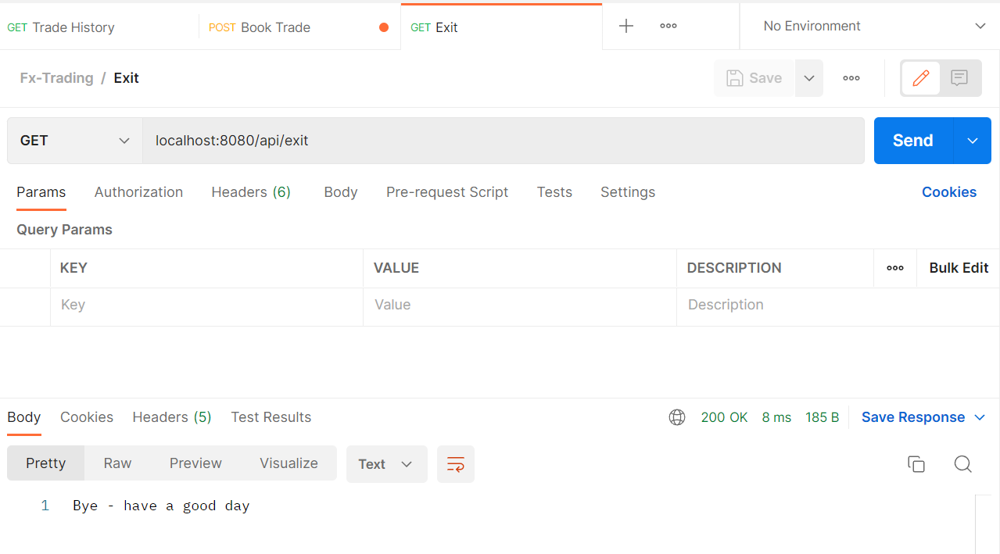 GET Trade History POST Book Trade GET Exit No Environment
Fx-Trading / Exit Save
GET localhost:8080/api/exit Send
Params Authorization Headers (6) Body Pre-request Script Tests Settings Cookies
Query Params
KEY VALUE DESCRIPTION Bulk Edit
Key Value Description
Body Cookies Headers (5) Test Results 200 OK 8 ms 185 B Save Response
Pretty Raw Preview Visualize Text
1 Bye - have a good day